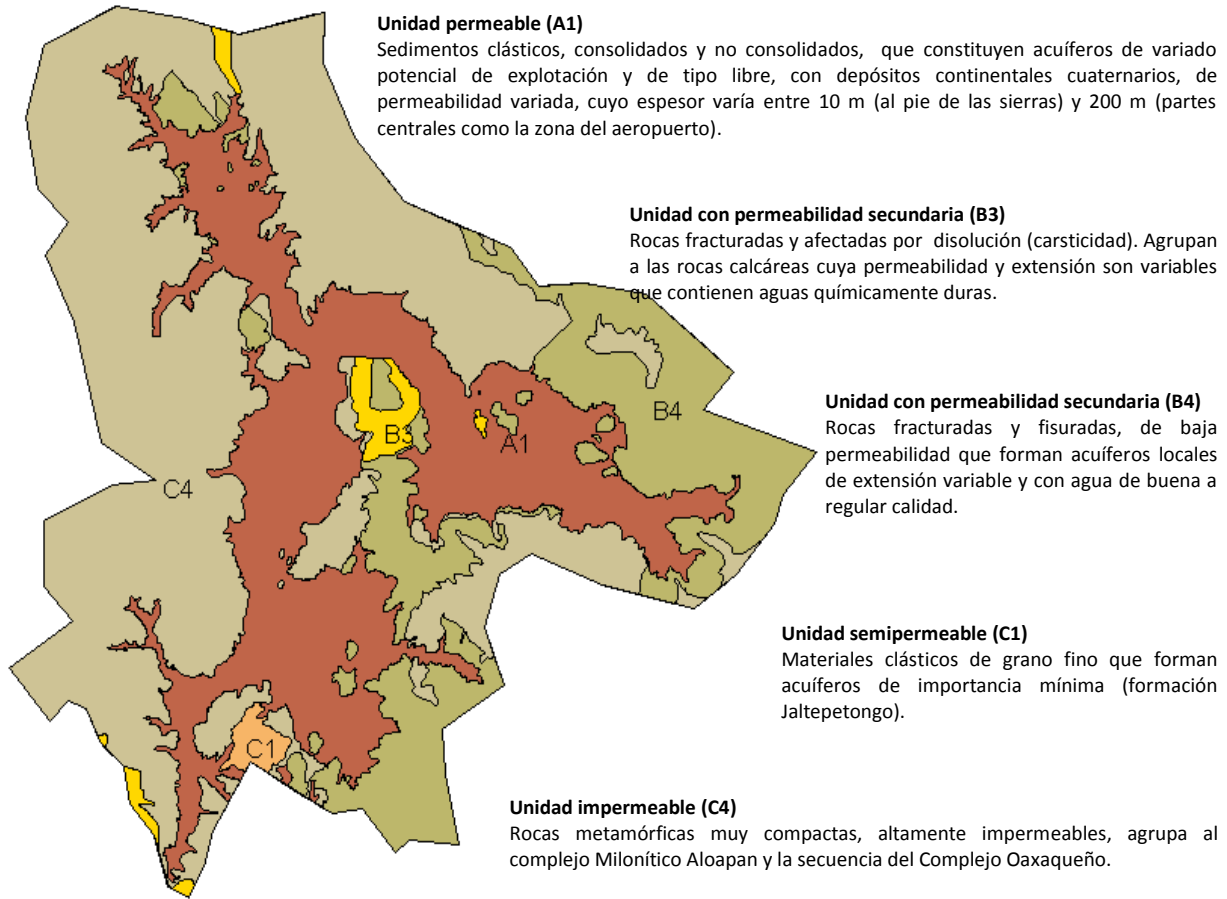 Unidad permeable (A1)
Sedimentos clásticos, consolidados y no consolidados, que constituyen acuíferos de variado
potencial de explotación y de tipo libre, con depósitos continentales cuaternarios, de
permeabilidad variada, cuyo espesor varía entre 10 m (al pie de las sierras) y 200 m (partes
centrales como la zona del aeropuerto).
Unidad con permeabilidad secundaria (B3)
Rocas fracturadas y afectadas por disolución (carsticidad). Agrupan
a las rocas calcáreas cuya permeabilidad y extensión son variables
que contienen aguas químicamente duras.
Unidad con permeabilidad secundaria (B4)
Rocas fracturadas y fisuradas, de baja
permeabilidad que forman acuíferos locales
de extensión variable y con agua de buena a
regular calidad.
Unidad semipermeable (C1)
Materiales clásticos de grano fino que forman
acuíferos de importancia mínima (formación
Jaltepetongo).
Unidad impermeable (C4)
Rocas metamórficas muy compactas, altamente impermeables, agrupa al
complejo Milonítico Aloapan y la secuencia del Complejo Oaxaqueño.
B4
B3
A1
C4
C1